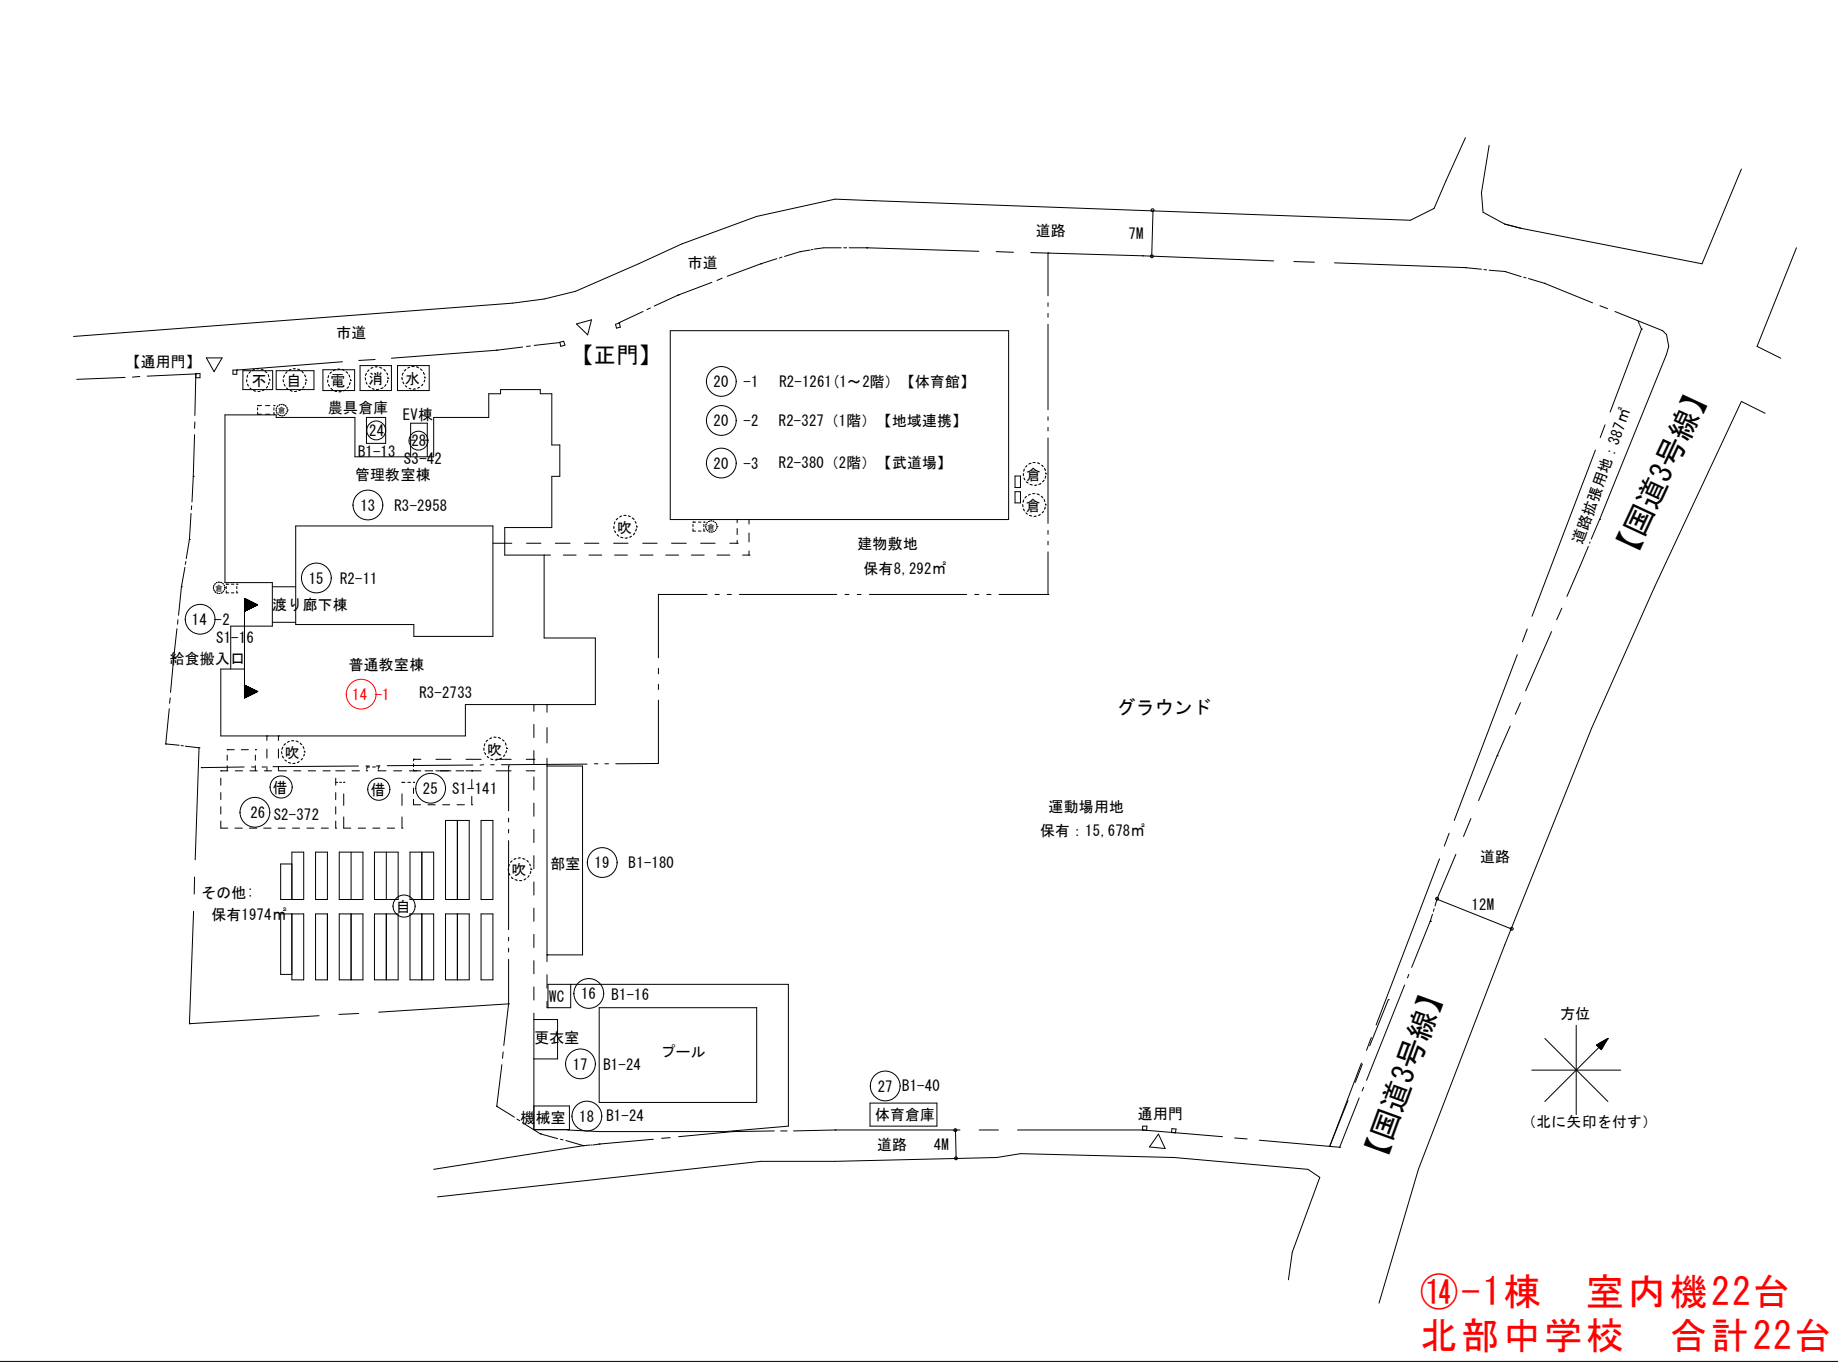 道路
7M
市道
市道
【通用門】
【正門】
不
自
電
消
水
農具倉庫
EV棟
倉
24
28
B1-13
S3-42
管理教室棟
13 R3-2958
20 -1 R2-1261(1～2階) 【体育館】
20 -2 R2-327 (1階) 【地域連携】
20 -3 R2-380 (2階) 【武道場】
倉
倉
吹
倉
建物敷地
保有8,292㎡
道路拡張用地：387㎡
【国道3号線】
15 R2-11
倉
渡り廊下棟
14 -2
S1-16
給食搬入口
普通教室棟
14 -1 R3-2733
グラウンド
吹
吹
借
借
25 S1-141
26 S2-372
運動場用地
保有：15,678㎡
道路
12M
吹
部室 19 B1-180
その他：
保有1974㎡
自
WC 16 B1-16
更衣室
17 B1-24
プール
機械室 18 B1-24
27 B1-40
体育倉庫
通用門
道路 4M
【国道3号線】
方位
(北に矢印を付す)
⑭-1棟　室内機22台
北部中学校　合計22台